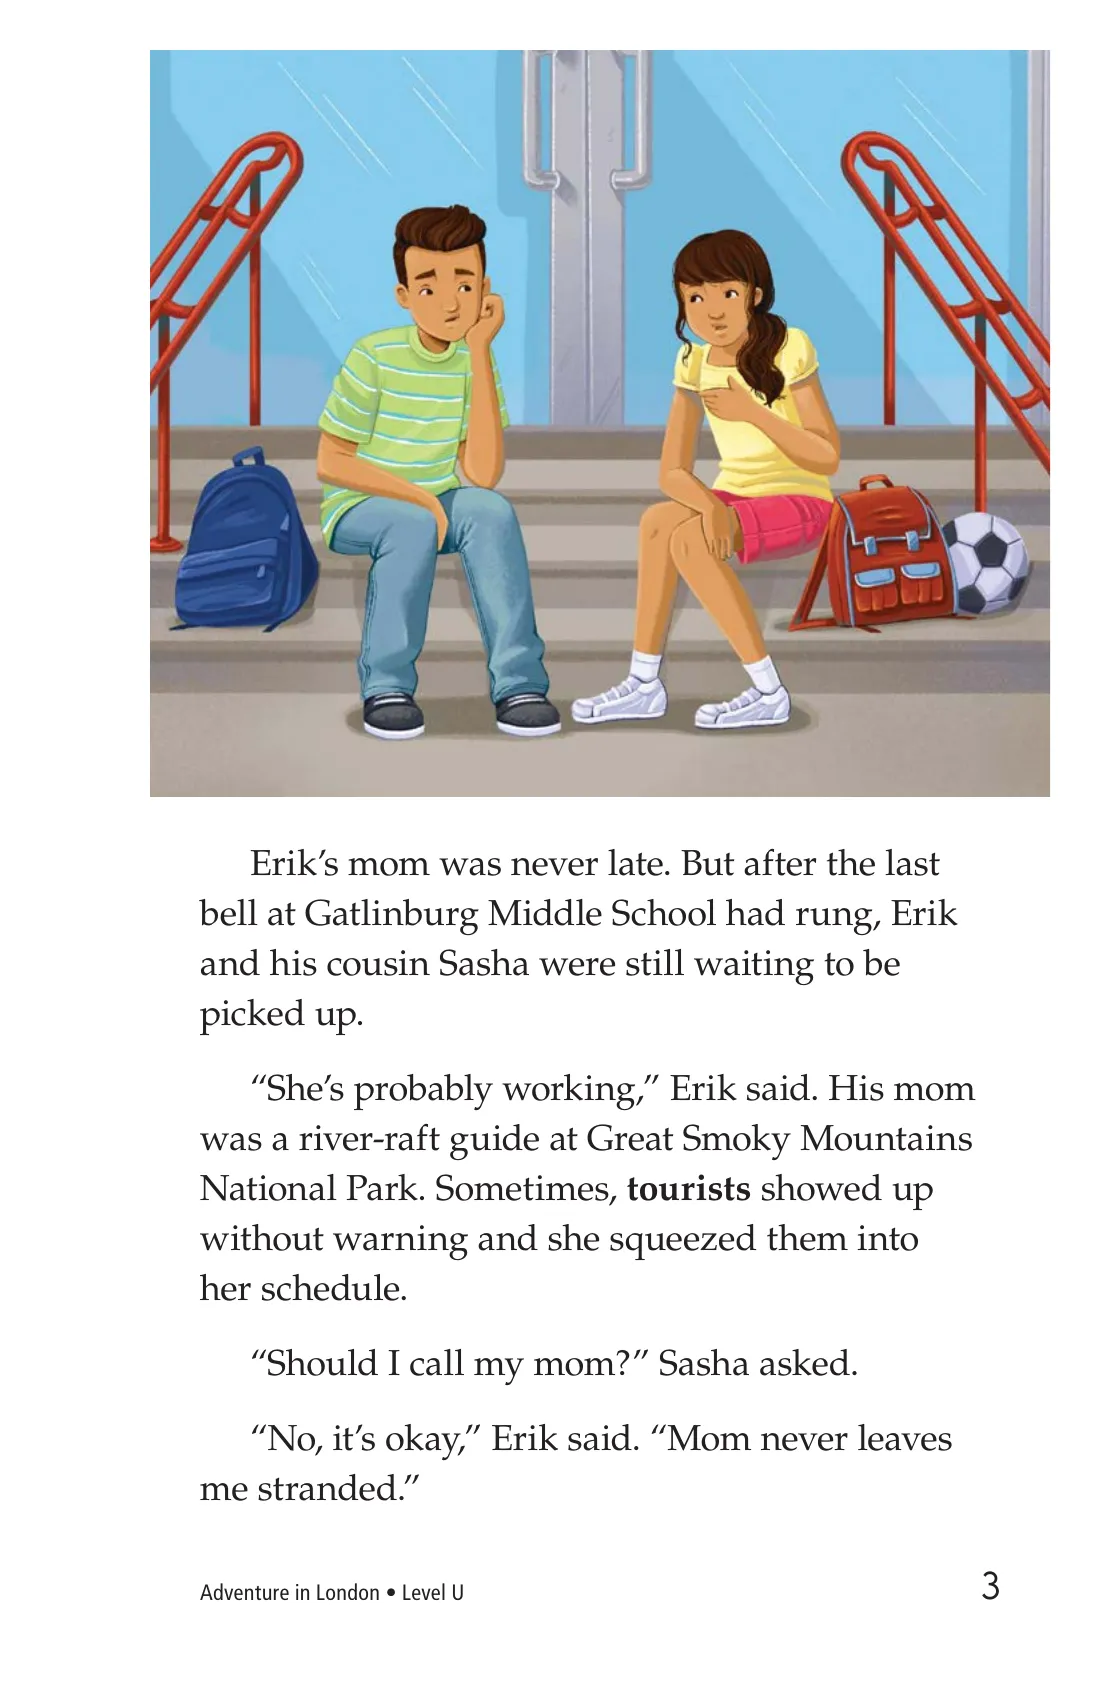 Erik’s mom was never late. But after the last
bell at Gatlinburg Middle School had rung, Erik
and his cousin Sasha were still waiting to be
picked up.
“She’s probably working,” Erik said. His mom
was a river-raft guide at Great Smoky Mountains
National Park. Sometimes, tourists showed up
without warning and she squeezed them into
her schedule.
“Should I call my mom?” Sasha asked.
“No, it’s okay,” Erik said. “Mom never leaves
me stranded.”
Adventure in London • Level U
3